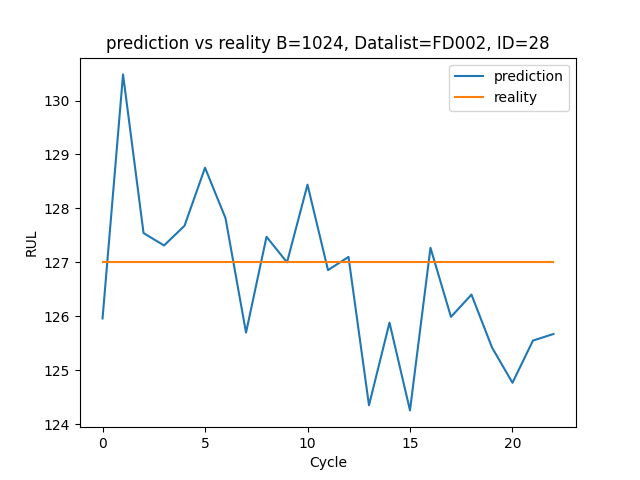 prediction vs reality B=1024, Datalist=FD002, ID=28
prediction
reality
130
129
128
127
126
125
124
RUL
0 5 10 15 20
Cycle